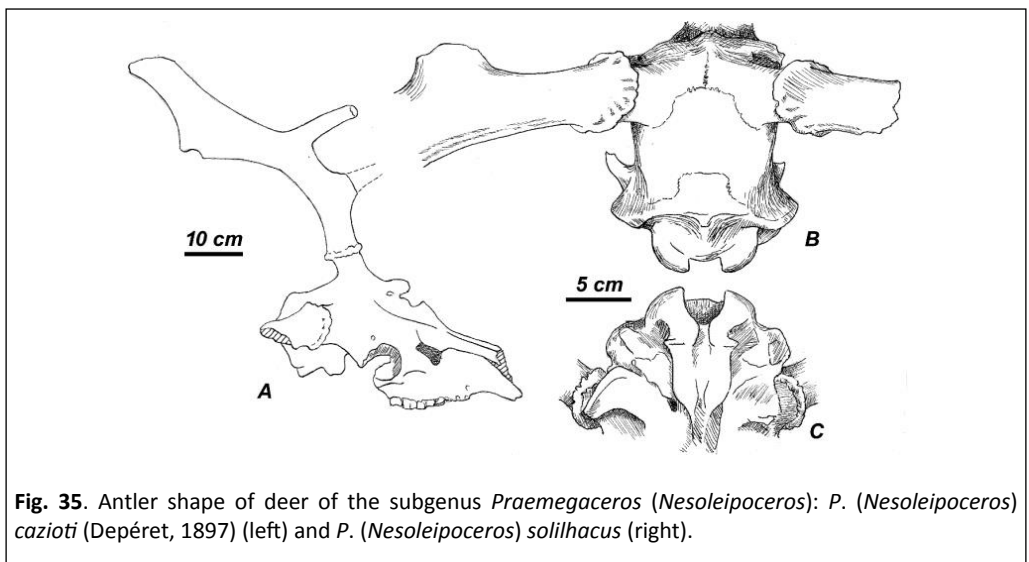 10 cm
A
B
5 cm
C
Fig. 35. Antler shape of deer of the subgenus Praemegaceros (Nesoleipoceros): P. (Nesoleipoceros)
cazioti (Depéret, 1897) (left) and P. (Nesoleipoceros) solilhacus (right).